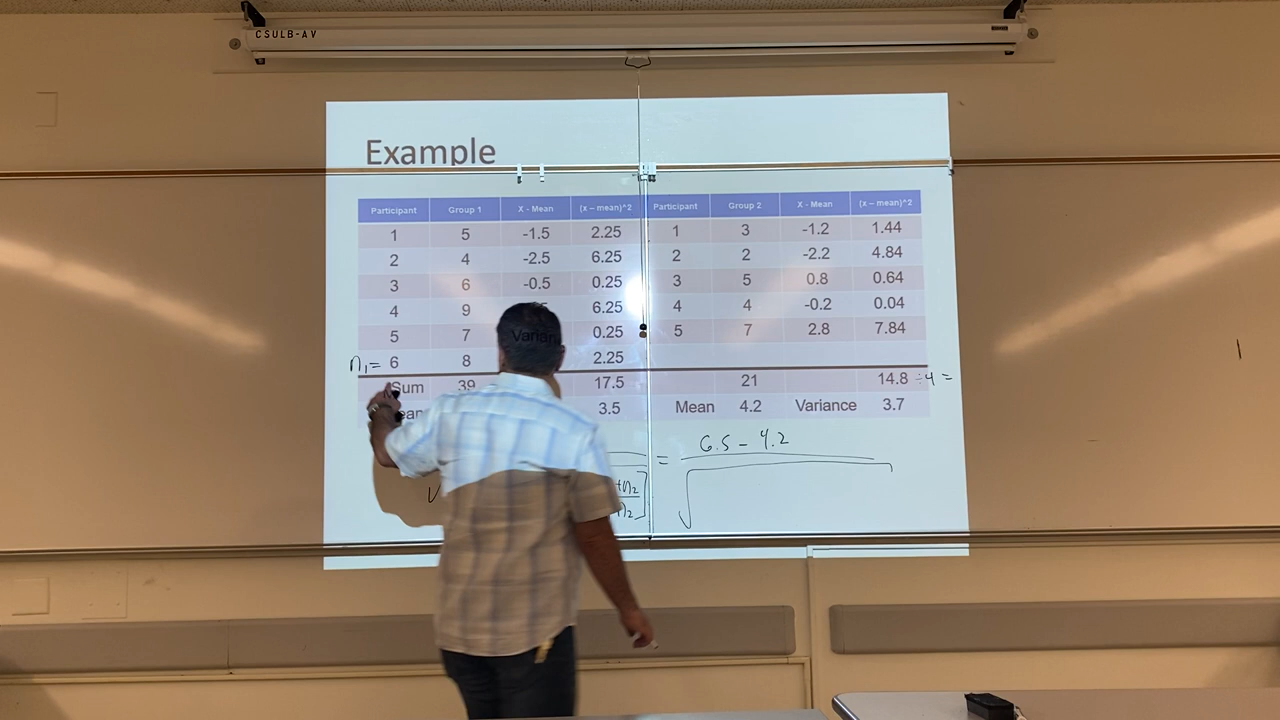 CSULB-AV
Example
Participant Group 1 X - Mean (x – mean)^2 Participant Group 2 X - Mean (x – mean)^2
1 5 -1.5 2.25 1 3 -1.2 1.44
2 4 -2.5 6.25 2 2 -2.2 4.84
3 6 -0.5 0.25 3 5 0.8 0.64
4 9 6.25 4 4 -0.2 0.04
5 7 0.25 5 7 2.8 7.84
n₁= 6 8 2.25
Sum 39 17.5 21 14.8 ÷4 =
3.5 Mean 4.2 Variance 3.7
= 6.5 - 4.2
+n₂
n₂